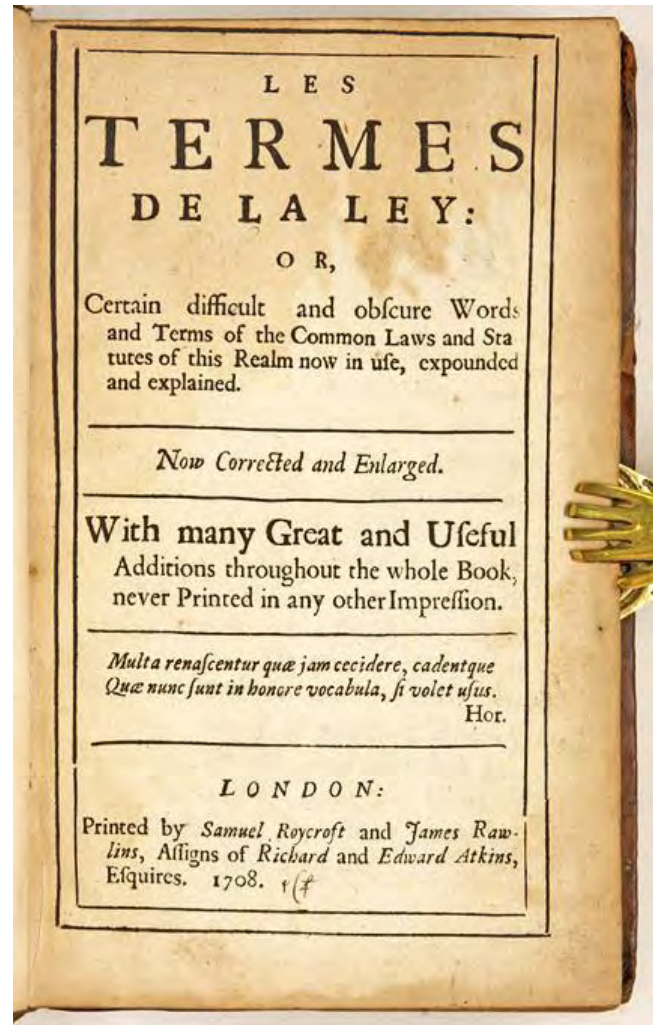 LES
TERMES
DE LA LEY:
OR,
Certain difficult and obſcure Words
and Terms of the Common Laws and Sta
tutes of this Realm now in uſe, expounded
and explained.
Now Corrected and Enlarged.
With many Great and Uſeful
Additions throughout the whole Book,
never Printed in any other Impreſſion.
Multa renaſcentur quæ jam cecidere, cadentque
Quæ nunc ſunt in honore vocabula, ſi volet uſus.
Hor.
LONDON:
Printed by Samuel Roycroft and James Raw-
lins, Aſſigns of Richard and Edward Atkins,
Eſquires. 1708.